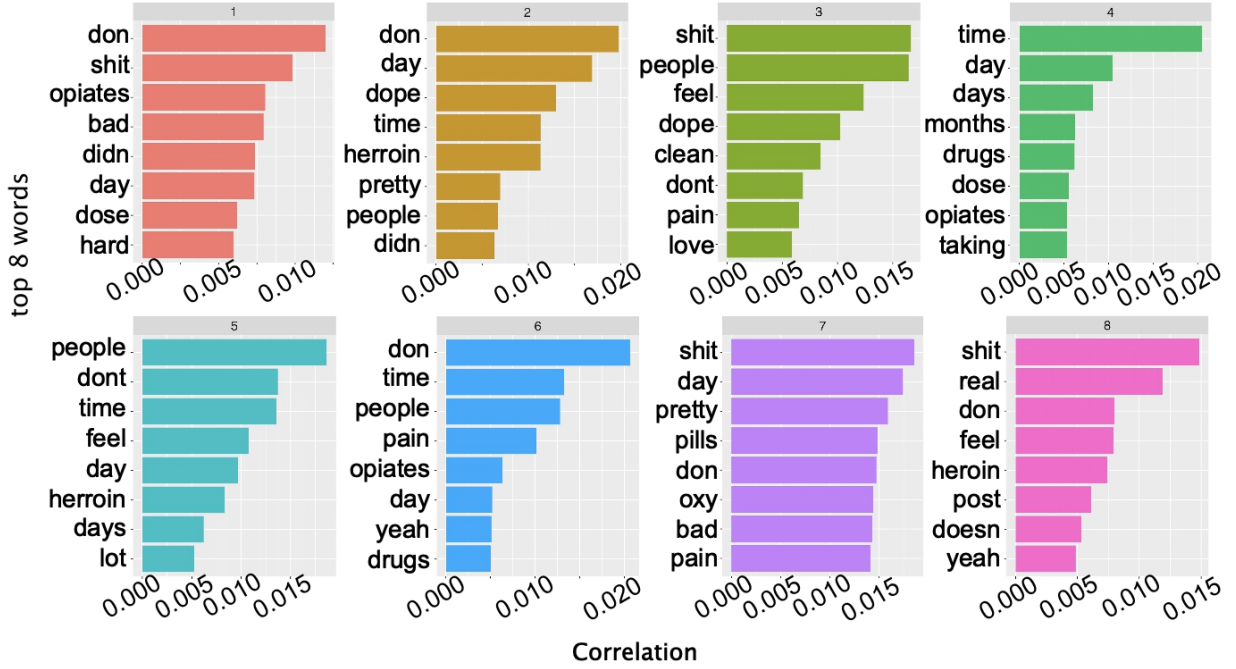 1
don
shit
opiates
bad
didn
day
dose
hard
0.000
0.005
0.010
2
don
day
dope
time
herroin
pretty
people
didn
0.000
0.010
0.020
3
shit
people
feel
dope
clean
dont
pain
love
0.000
0.005
0.010
0.015
4
time
day
days
months
drugs
dose
opiates
taking
0.000
0.005
0.010
0.015
0.020
top 8 words
5
people
dont
time
feel
day
herroin
days
lot
0.000
0.005
0.010
0.015
6
don
time
people
pain
opiates
day
yeah
drugs
0.000
0.010
0.020
7
shit
day
pretty
pills
don
oxy
bad
pain
0.000
0.005
0.010
0.015
8
shit
real
don
feel
heroin
post
doesn
yeah
0.000
0.005
0.010
0.015
Correlation